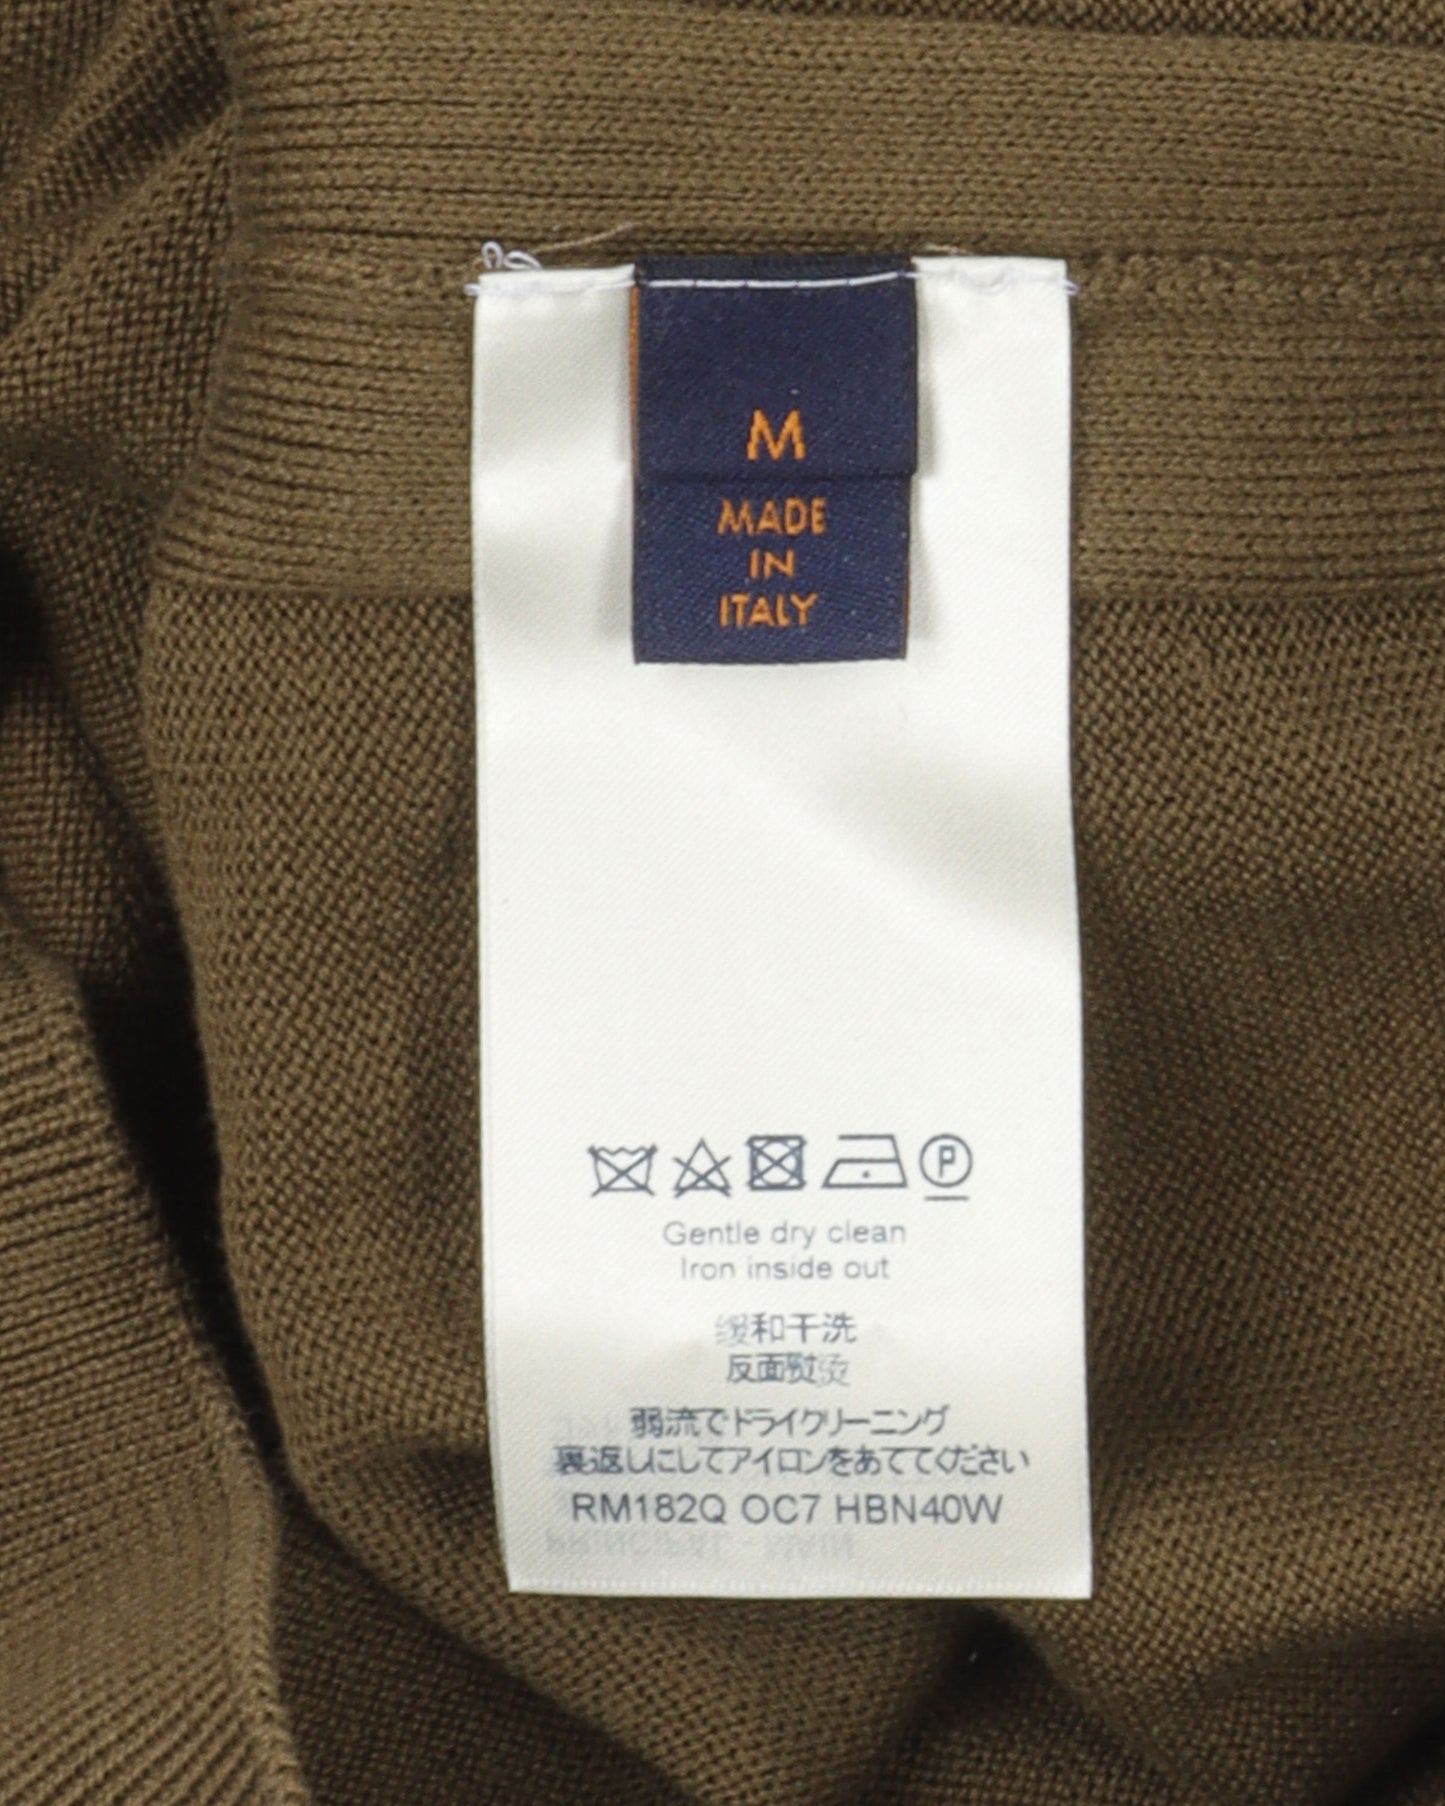 M
MADE
IN
ITALY
P
Gentle dry clean
Iron inside out
缓和干洗
反面熨烫
弱流でドライクリーニング
裏返しにしてアイロンをあててください
RM182Q OC7 HBN40W
PRINCIPAL - MAIN